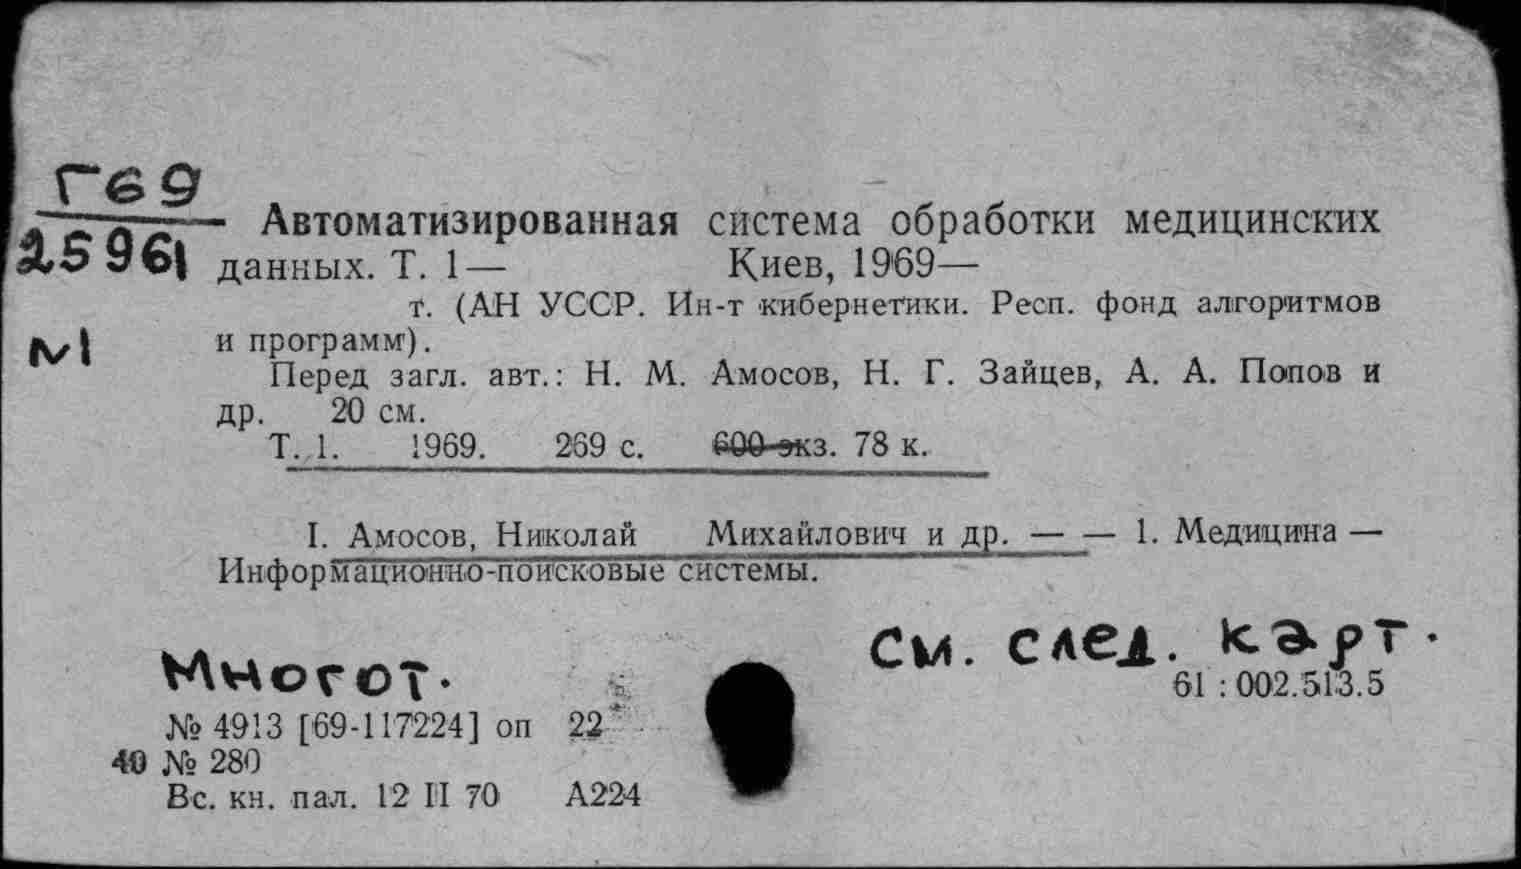 Г69
25961
м1
Автоматизированная система обработки медицинских
данных. Т. 1— Киев, 1969—
т. (АН УССР. Ин-т кибернетики. Респ. фонд алгоритмов
и программ).
Перед загл. авт.: Н. М. Амосов, Н. Г. Зайцев, А. А. Попов и
др. 20 см.
Т. 1. 1969. 269 с. 600 экз. 78 к.
I. Амосов, Николай Михайлович и др. — — 1. Медицина —
Информационно-поисковые системы.
См. след. карт.
Многот.
61 : 002.513.5
№ 4913 [69-117224] оп 22
40 № 280
Вс. кн. пал. 12 II 70 А224